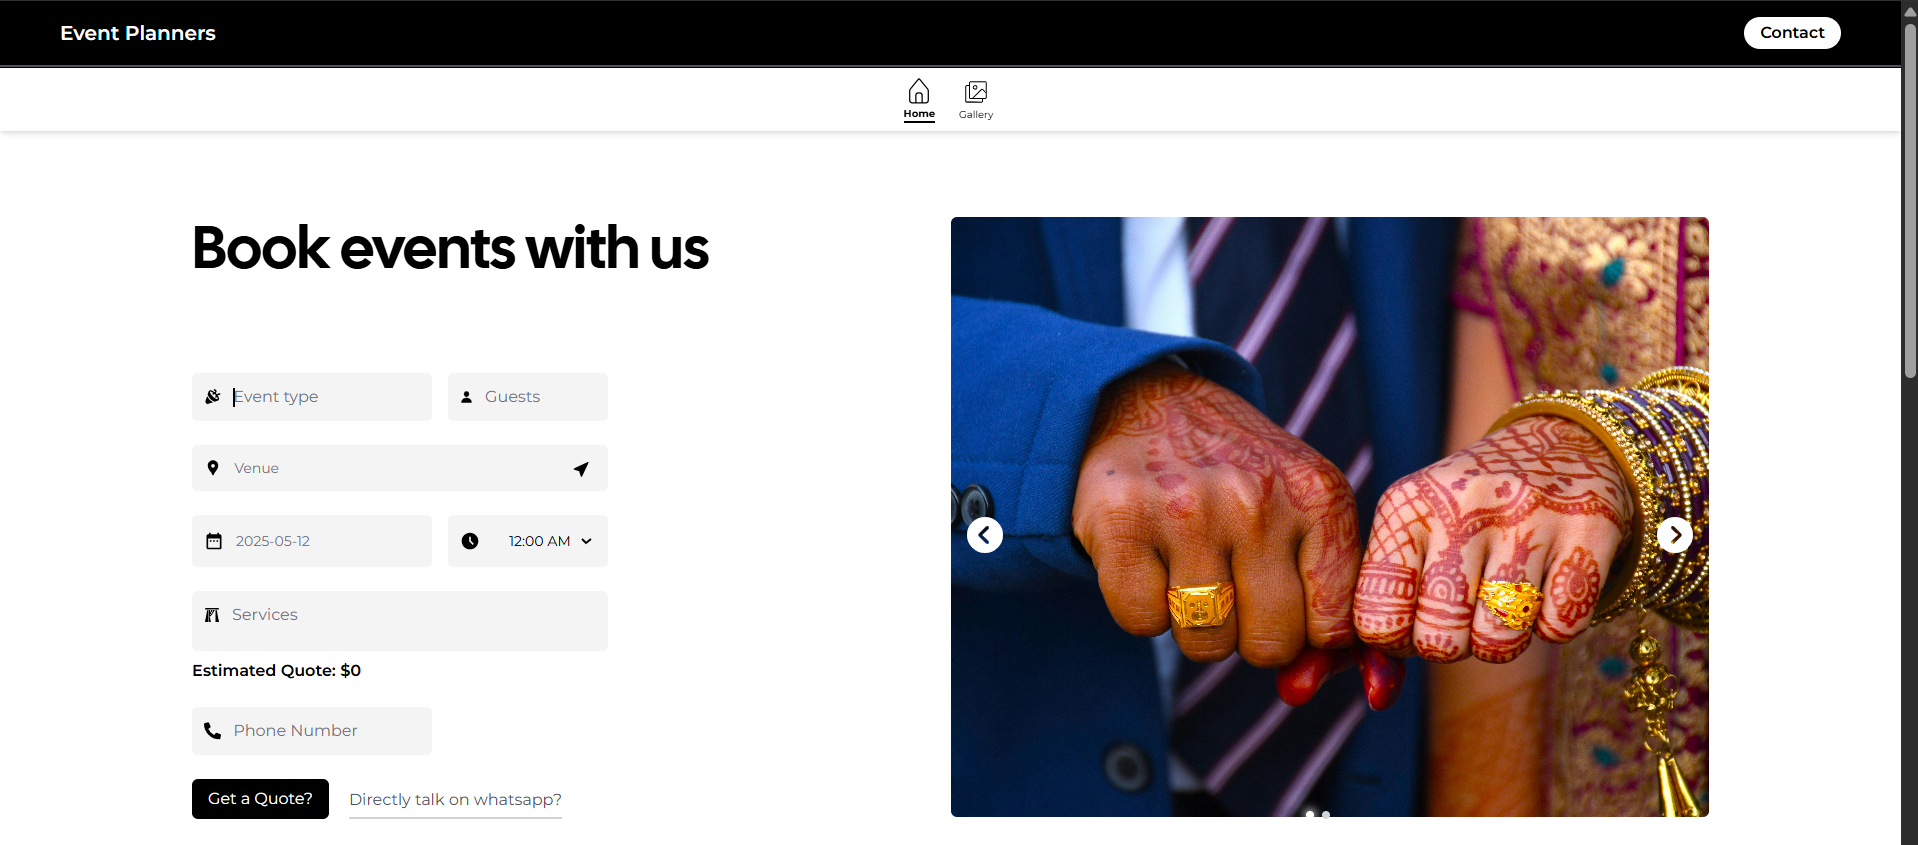 Event Planners
Contact
Home
Gallery
Book events with us
Event type
Guests
Venue
2025-05-12
12:00 AM
Services
Estimated Quote: $0
Phone Number
Get a Quote?
Directly talk on whatsapp?